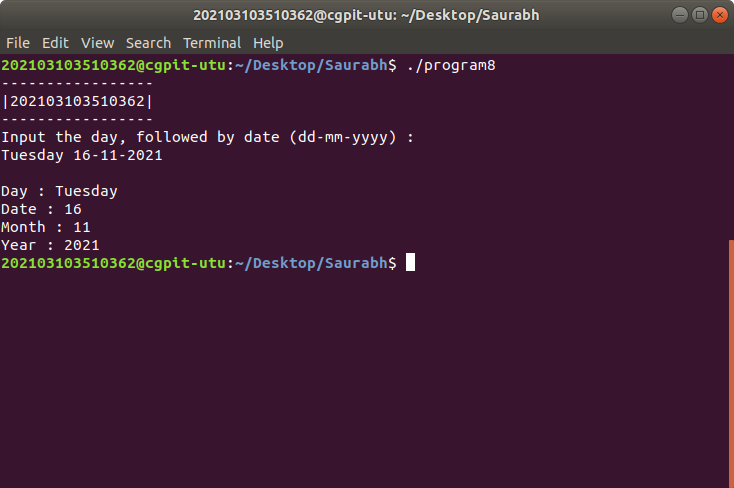 202103103510362@cgpit-utu: ~/Desktop/Saurabh
File Edit View Search Terminal Help
202103103510362@cgpit-utu:~/Desktop/Saurabh$ ./program8
-----------------
|202103103510362|
-----------------
Input the day, followed by date (dd-mm-yyyy) :
Tuesday 16-11-2021
Day : Tuesday
Date : 16
Month : 11
Year : 2021
202103103510362@cgpit-utu:~/Desktop/Saurabh$